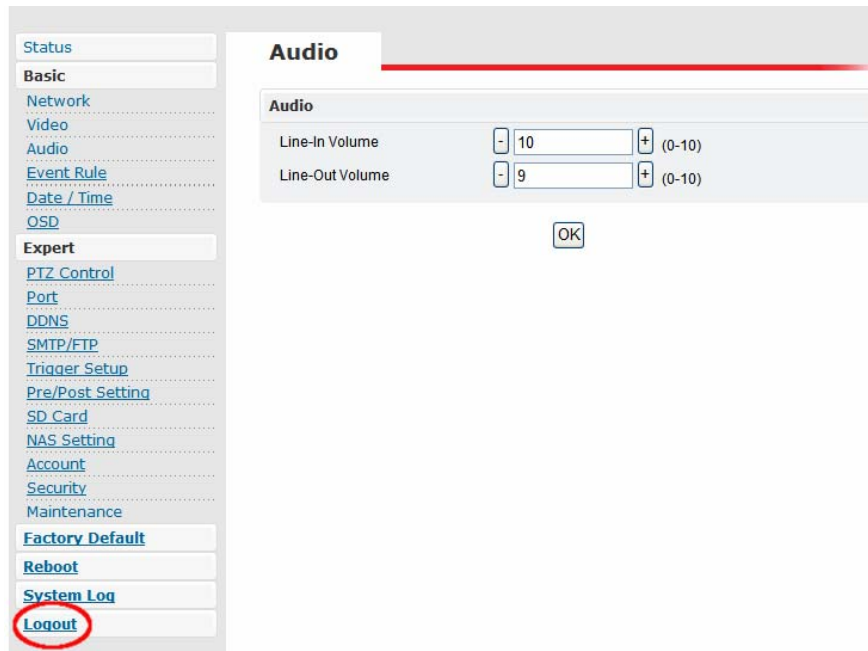 Status
Basic
Network
Video
Audio
Event Rule
Date / Time
OSD
Expert
PTZ Control
Port
DDNS
SMTP/FTP
Trigger Setup
Pre/Post Setting
SD Card
NAS Setting
Account
Security
Maintenance
Factory Default
Reboot
System Log
Logout
Audio
Audio
Line-In Volume - 10 + (0-10)
Line-Out Volume - 9 + (0-10)
OK